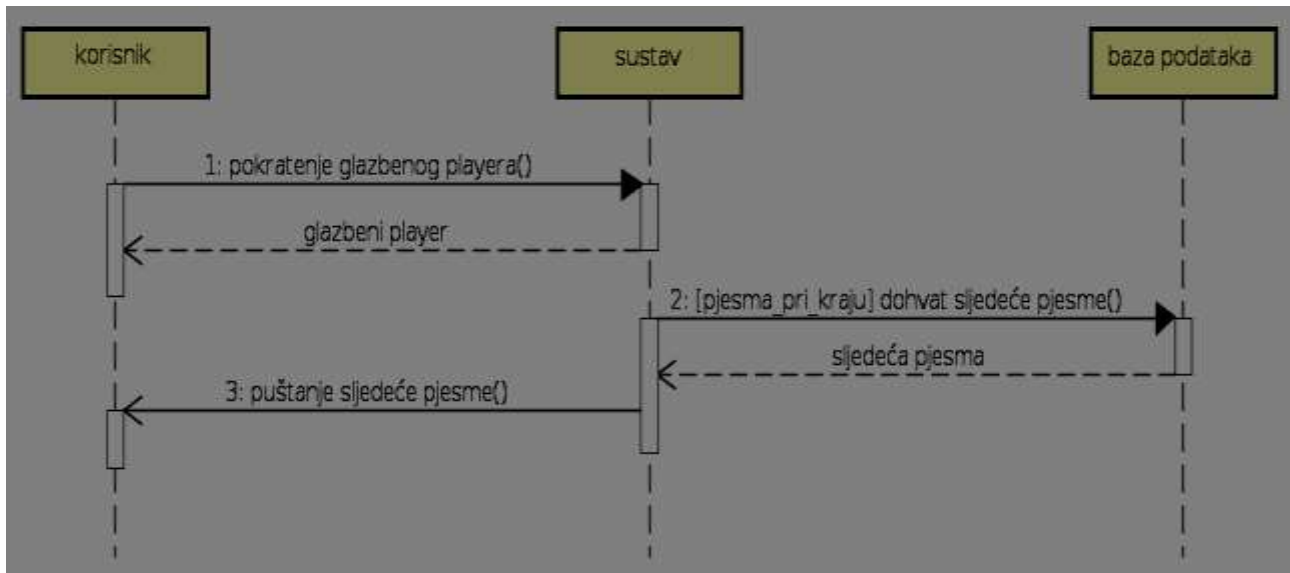 korisnik
sustav
baza podataka
1: pokratenje glazbenog playera()
glazbeni player
2: [pjesma_pri_kraju] dohvat sljedeće pjesme()
sljedeća pjesma
3: puštanje sljedeće pjesme()